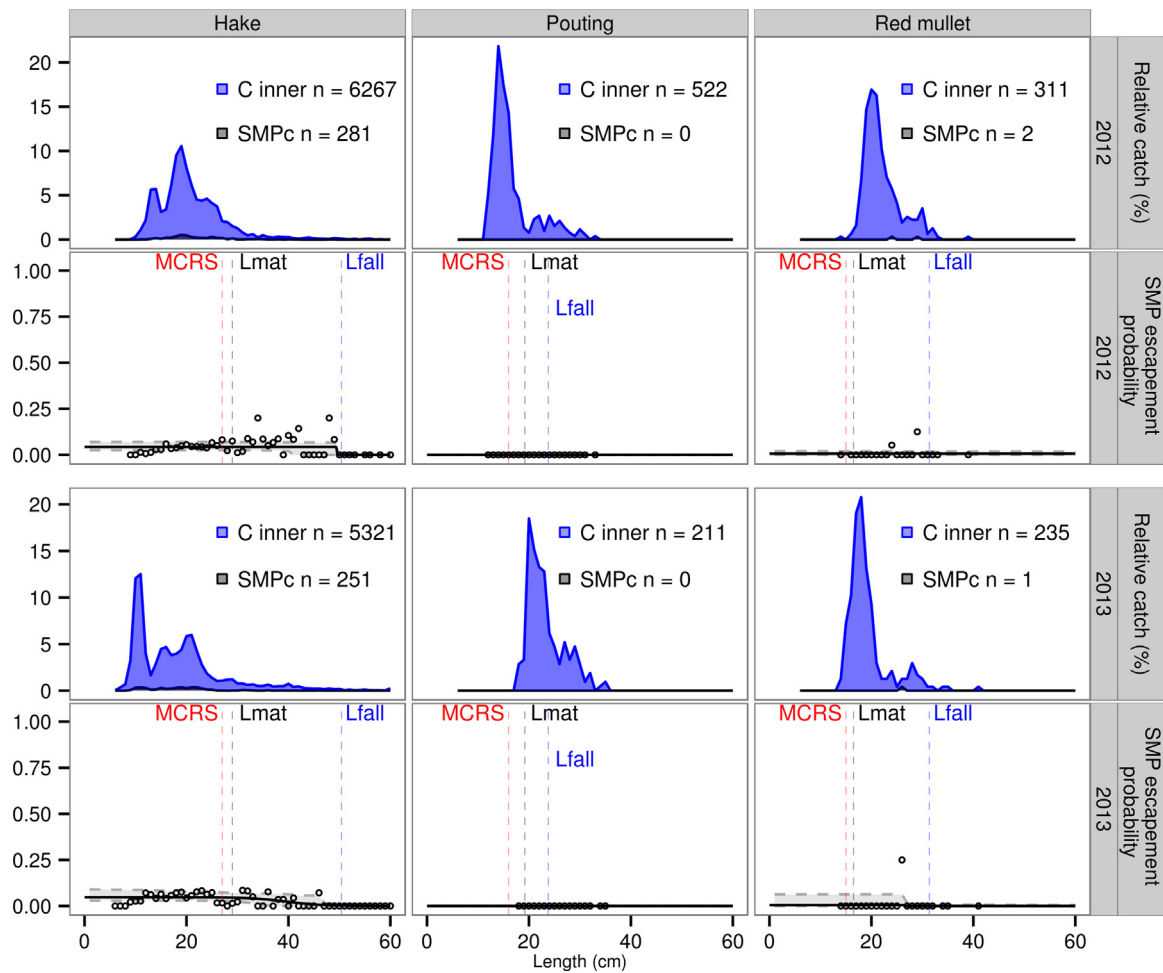 Hake Pouting Red mullet
20
15
10
5
0
C inner n = 6267
SMPc n = 281
C inner n = 522
SMPc n = 0
C inner n = 311
SMPc n = 2
2012
Relative catch (%)
1.00
0.75
0.50
0.25
0.00
MCRS Lmat Lfall
MCRS Lmat
Lfall
MCRS Lmat Lfall
2012
SMP escapement
probability
20
15
10
5
0
C inner n = 5321
SMPc n = 251
C inner n = 211
SMPc n = 0
C inner n = 235
SMPc n = 1
2013
Relative catch (%)
1.00
0.75
0.50
0.25
0.00
MCRS Lmat Lfall
MCRS Lmat
Lfall
MCRS Lmat Lfall
2013
SMP escapement
probability
0 20 40 60 0 20 40 60 0 20 40 60
Length (cm)